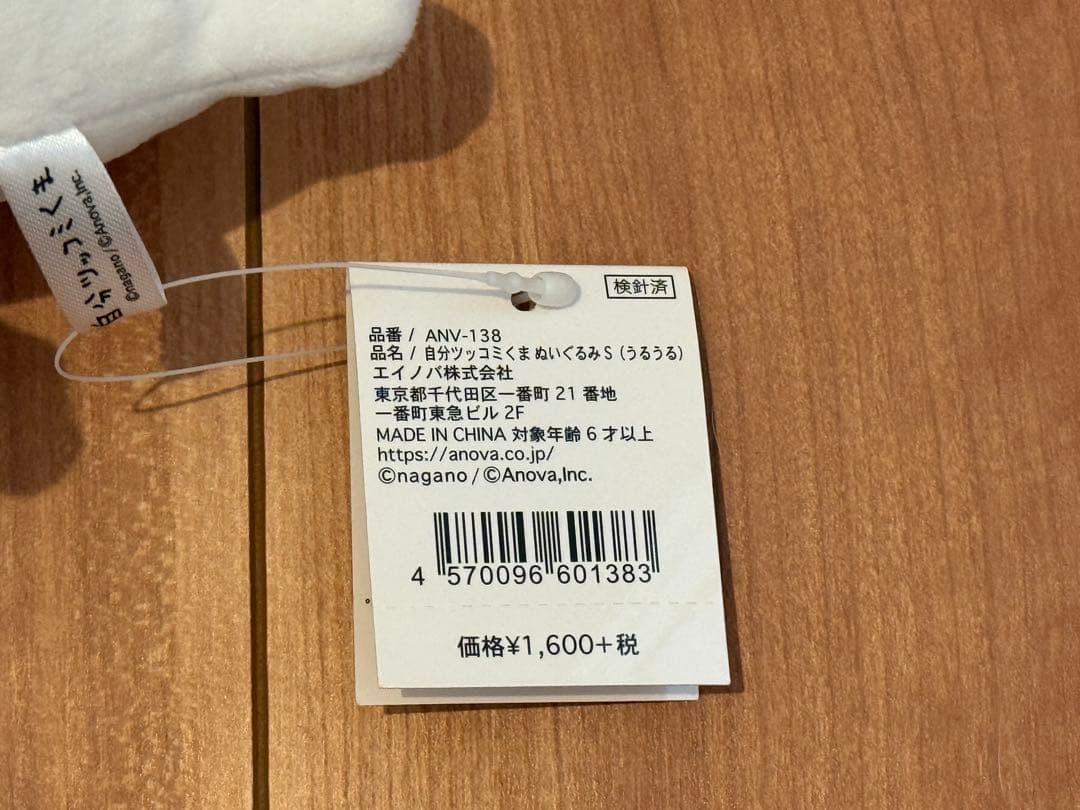 自分ツッコミくま
©nagano/©Anova,Inc.
検針済
品番 / ANV-138
品名 / 自分ツッコミくま ぬいぐるみ S（うるうる）
エイノバ株式会社
東京都千代田区一番町 21 番地
一番町東急ビル 2F
MADE IN CHINA 対象年齢 6 才以上
https://anova.co.jp/
©nagano / ©Anova,Inc.
4 570096 601383
価格¥1,600+税